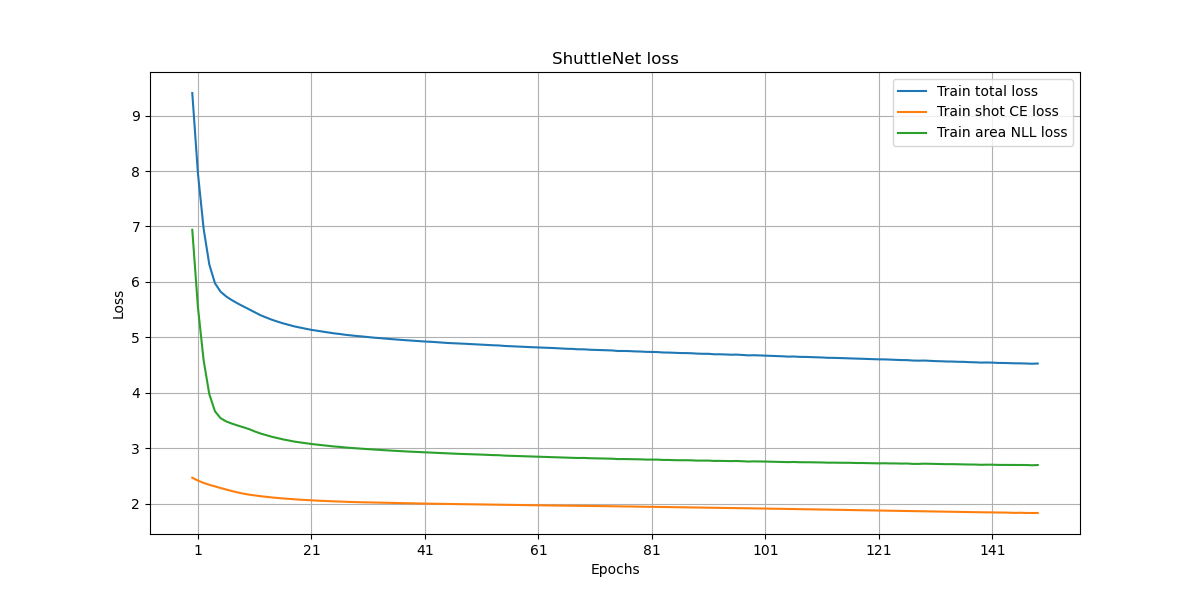 ShuttleNet loss
Train total loss
Train shot CE loss
Train area NLL loss
9
8
7
6
5
4
3
2
Loss
1 21 41 61 81 101 121 141
Epochs